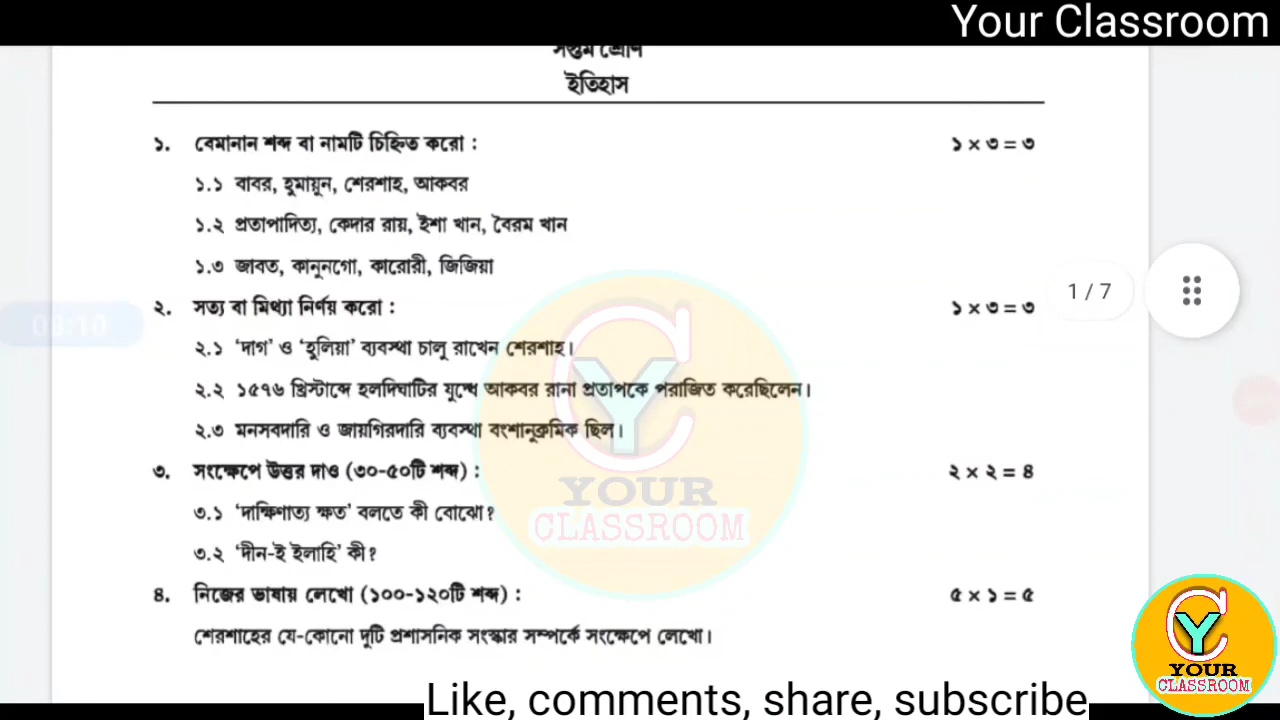 Your Classroom
সপ্তম শ্রেণি
ইতিহাস
১. বেমানান শব্দ বা নামটি চিহ্নিত করো : ১ × ৩ = ৩
১.১ বাবর, হুমায়ুন, শেরশাহ, আকবর
১.২ প্রতাপাদিত্য, কেদার রায়, ইশা খান, বৈরম খান
১.৩ জাবত, কানুনগো, কারোরী, জিজিয়া
1 / 7
২. সত্য বা মিথ্যা নির্ণয় করো : ১ × ৩ = ৩
২.১ ‘দাগ’ ও ‘হুলিয়া’ ব্যবস্থা চালু রাখেন শেরশাহ।
২.২ ১৫৭৬ খ্রিস্টাব্দে হলদিঘাটির যুদ্ধে আকবর রানা প্রতাপকে পরাজিত করেছিলেন।
২.৩ মনসবদারি ও জায়গিরদারি ব্যবস্থা বংশানুক্রমিক ছিল।
৩. সংক্ষেপে উত্তর দাও (৩০-৫০টি শব্দ) : ২ × ২ = ৪
৩.১ ‘দাক্ষিণাত্য ক্ষত’ বলতে কী বোঝো?
৩.২ ‘দীন-ই ইলাহি’ কী?
৪. নিজের ভাষায় লেখো (১০০-১২০টি শব্দ) : ৫ × ১ = ৫
শেরশাহের যে-কোনো দুটি প্রশাসনিক সংস্কার সম্পর্কে সংক্ষেপে লেখো।
YOUR
CLASSROOM
YOUR
CLASSROOM
Like, comments, share, subscribe